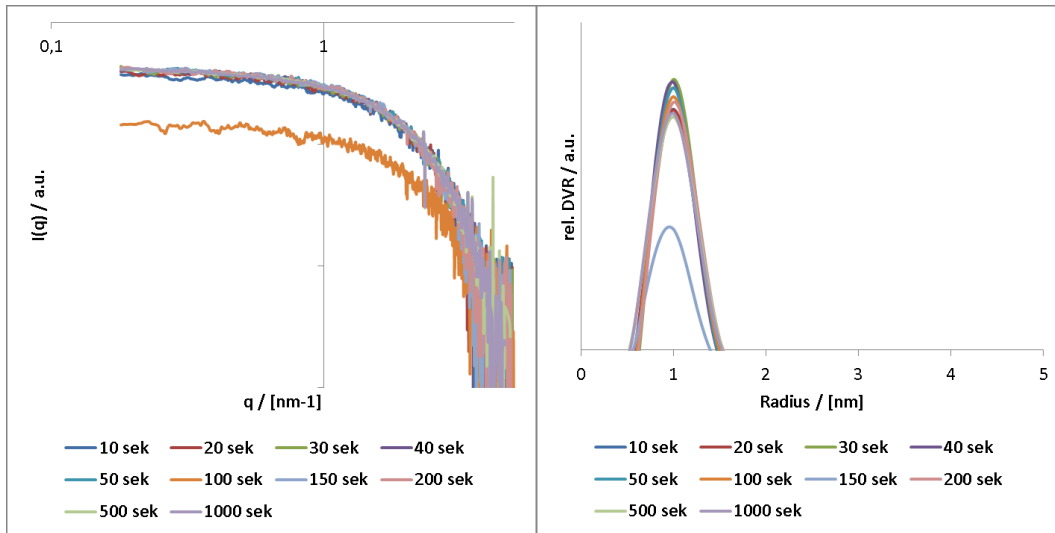 0,1 1
I(q) / a.u.
q / [nm-1]
10 sek 20 sek 30 sek 40 sek
50 sek 100 sek 150 sek 200 sek
500 sek 1000 sek
rel. DVR / a.u.
0 1 2 3 4 5
Radius / [nm]
10 sek 20 sek 30 sek 40 sek
50 sek 100 sek 150 sek 200 sek
500 sek 1000 sek